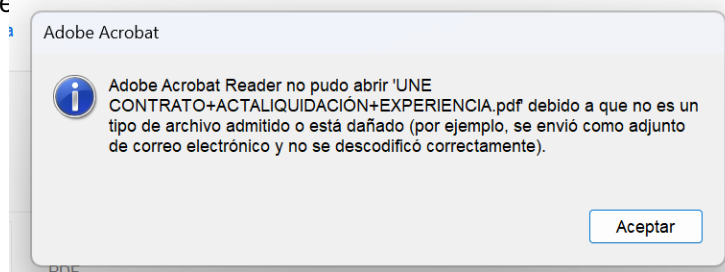 Adobe Acrobat
Adobe Acrobat Reader no pudo abrir 'UNE
CONTRATO+ACTALIQUIDACIÓN+EXPERIENCIA.pdf' debido a que no es un
tipo de archivo admitido o está dañado (por ejemplo, se envió como adjunto
de correo electrónico y no se descodificó correctamente).
Aceptar
PDF